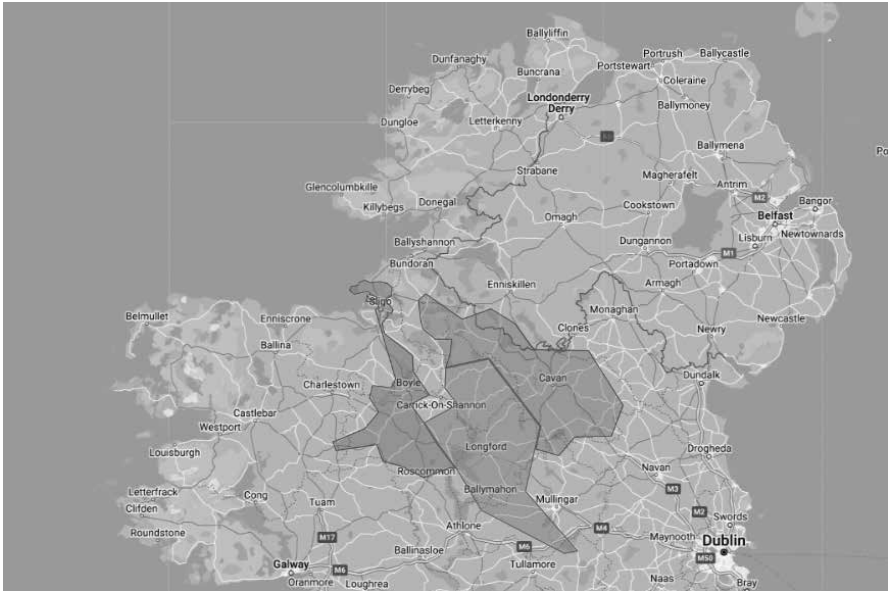 Ballyliffin
Dunfanaghy
Buncrana
Portrush
Ballycastle
Portstewart
Coleraine
Derrybeg
Londonderry
Derry
Ballymoney
Dungloe
Letterkenny
Ballymena
Po
Strabane
Magherafelt
Antrim
Glencolumbkille
M2
Killybegs
Donegal
Cookstown
Bangor
Omagh
Belfast
Ballyshannon
Dungannon
Lisburn
Newtownards
Bundoran
M1
Portadown
Enniskillen
Armagh
Sligo
Monaghan
Belmullet
Enniscrone
Newcastle
Clones
Newry
Ballina
Charlestown
Boyle
Cavan
Dundalk
Carrick-On-Shannon
Castlebar
Westport
Louisburgh
Longford
Drogheda
Roscommon
Navan
Letterfrack
Cong
Ballymahon
M3
Clifden
Tuam
Mullingar
M2
Swords
Roundstone
Athlone
M4
M17
Maynooth
Dublin
Ballinasloe
M6
M50
Galway
M6
Tullamore
Oranmore
Loughrea
Naas
Bray